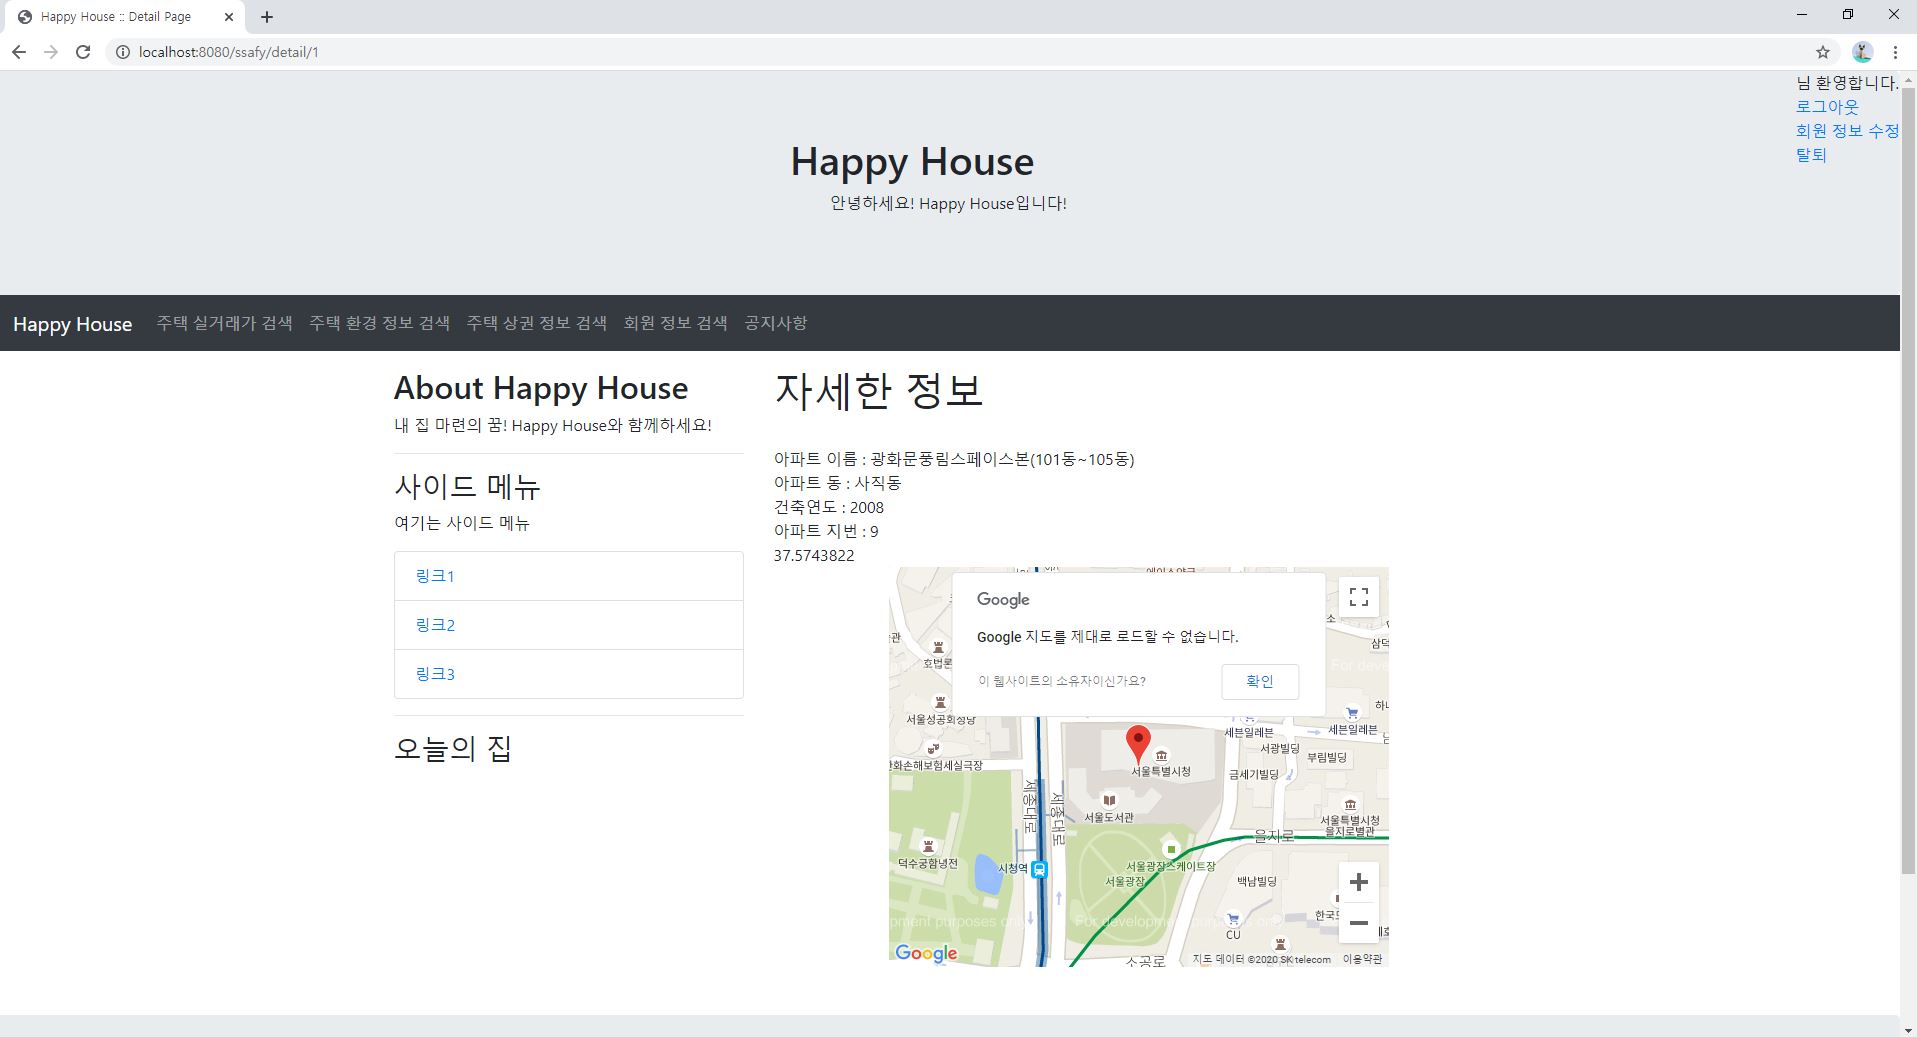 Happy House :: Detail Page
localhost:8080/ssafy/detail/1
님 환영합니다.
로그아웃
회원 정보 수정
탈퇴
Happy House
안녕하세요! Happy House입니다!
Happy House 주택 실거래가 검색 주택 환경 정보 검색 주택 상권 정보 검색 회원 정보 검색 공지사항
About Happy House
내 집 마련의 꿈! Happy House와 함께하세요!
사이드 메뉴
여기는 사이드 메뉴
링크1
링크2
링크3
오늘의 집
자세한 정보
아파트 이름 : 광화문풍림스페이스본(101동~105동)
아파트 동 : 사직동
건축연도 : 2008
아파트 지번 : 9
37.5743822
Google
Google 지도를 제대로 로드할 수 없습니다.
이 웹사이트의 소유자이신가요?
확인
호법론
삼덕
For deve
서울성공회성당
세븐일레븐
세븐일레븐
하나
서광빌딩
부림빌딩
한화손해보험세실극장
서울특별시청
금세기빌딩
세종대로
세종대로
서울도서관
서울특별시청
을지로별관
을지로
덕수궁함녕전
시청역
서울광장스케이트장
서울광장
백남빌딩
pment purposes only
For development purposes only
CU
한국도
Google
소공로
지도 데이터 ©2020 SK telecom 이용약관